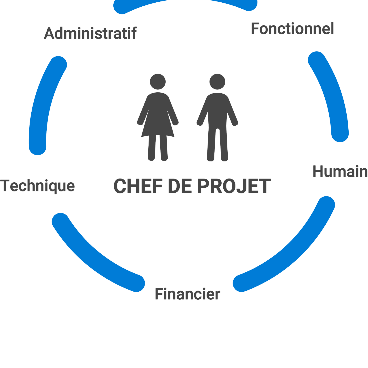 Fonctionnel
Administratif
Humain
Technique
CHEF DE PROJET
Financier